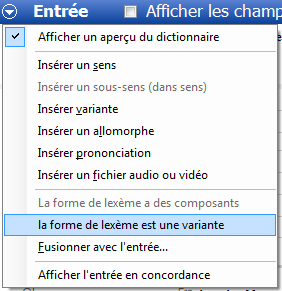 Entrée Afficher les champ
Afficher un aperçu du dictionnaire
Insérer un sens
Insérer un sous-sens (dans sens)
Insérer variante
Insérer un allomorphe
Insérer prononciation
Insérer un fichier audio ou vidéo
La forme de lexème a des composants
la forme de lexème est une variante
Fusionner avec l'entrée...
Afficher l'entrée en concordance